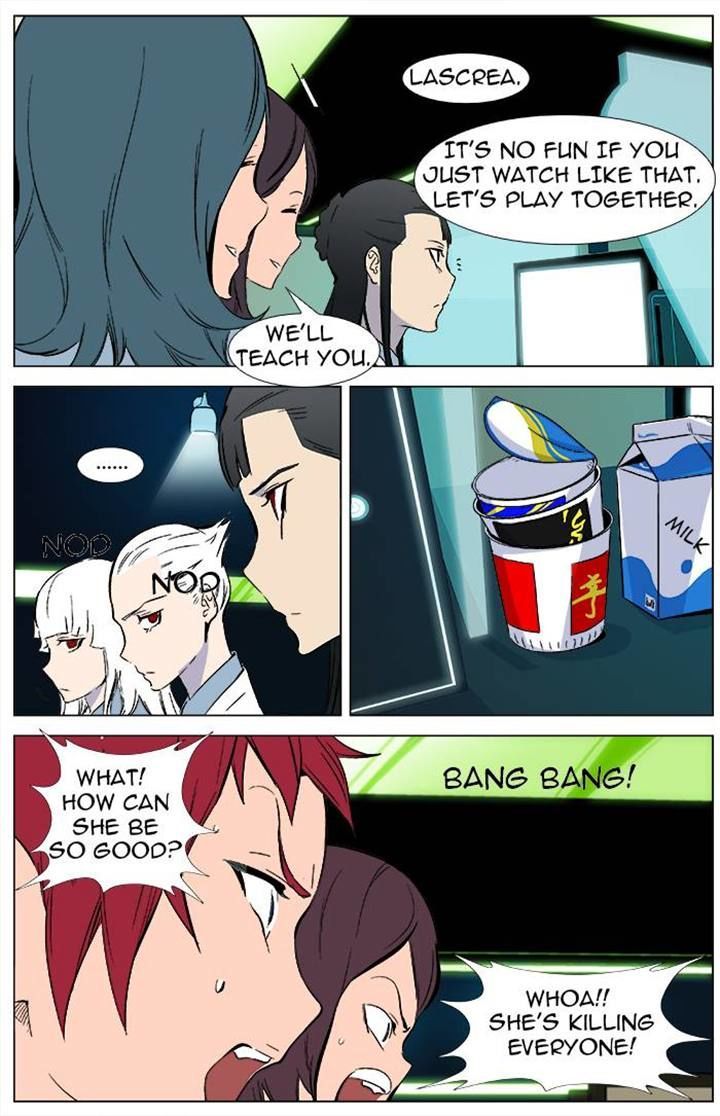 LASCREA.
IT'S NO FUN IF YOU
JUST WATCH LIKE THAT.
LET'S PLAY TOGETHER.
WE'LL
TEACH YOU.
......
NOD
NOD
MILK
WHAT!
HOW CAN
SHE BE
SO GOOD?
BANG BANG!
WHOA!!
SHE'S KILLING
EVERYONE!